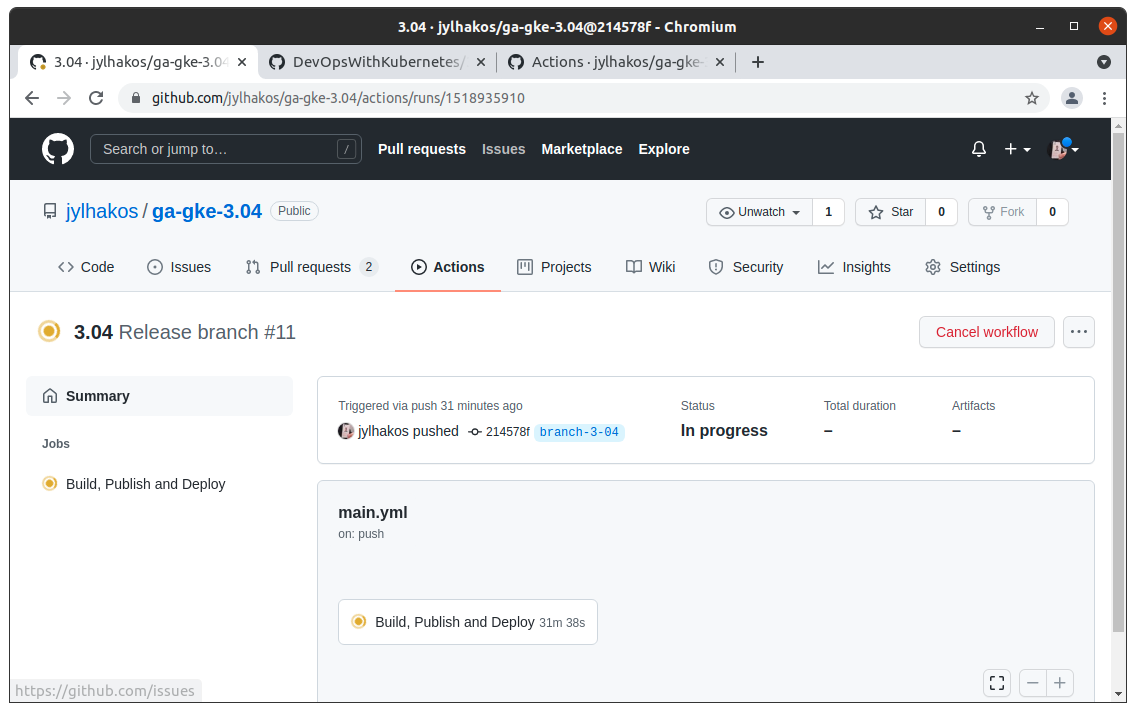 3.04 · jylhakos/ga-gke-3.04@214578f - Chromium
3.04 · jylhakos/ga-gke-3.04 DevOpsWithKubernetes/ Actions · jylhakos/ga-gke-
github.com/jylhakos/ga-gke-3.04/actions/runs/1518935910
Search or jump to… / Pull requests Issues Marketplace Explore
jylhakos / ga-gke-3.04 Public Unwatch 1 Star 0 Fork 0
Code Issues Pull requests 2 Actions Projects Wiki Security Insights Settings
3.04 Release branch #11 Cancel workflow
Summary
Jobs
Build, Publish and Deploy
Triggered via push 31 minutes ago Status Total duration Artifacts
jylhakos pushed 214578f branch-3-04 In progress – –
main.yml
on: push
Build, Publish and Deploy 31m 38s
https://github.com/issues